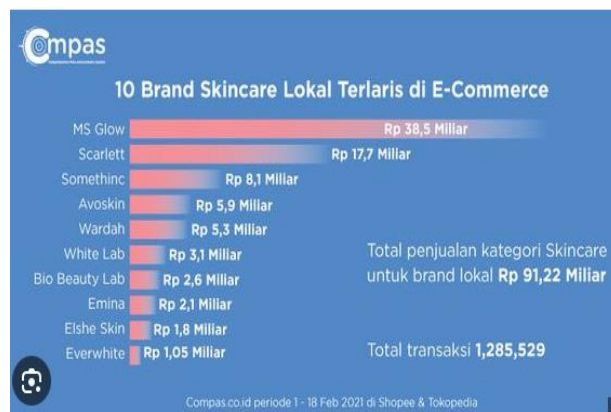 Compas
10 Brand Skincare Lokal Terlaris di E-Commerce
MS Glow Rp 38,5 Miliar
Scarlett Rp 17,7 Miliar
Somethinc Rp 8,1 Miliar
Avoskin Rp 5,9 Miliar
Wardah Rp 5,3 Miliar
White Lab Rp 3,1 Miliar
Bio Beauty Lab Rp 2,6 Miliar
Emina Rp 2,1 Miliar
Elshe Skin Rp 1,8 Miliar
Everwhite Rp 1,05 Miliar
Total penjualan kategori Skincare
untuk brand lokal Rp 91,22 Miliar
Total transaksi 1,285,529
Compas.co.id periode 1 - 18 Feb 2021 di Shopee & Tokopedia